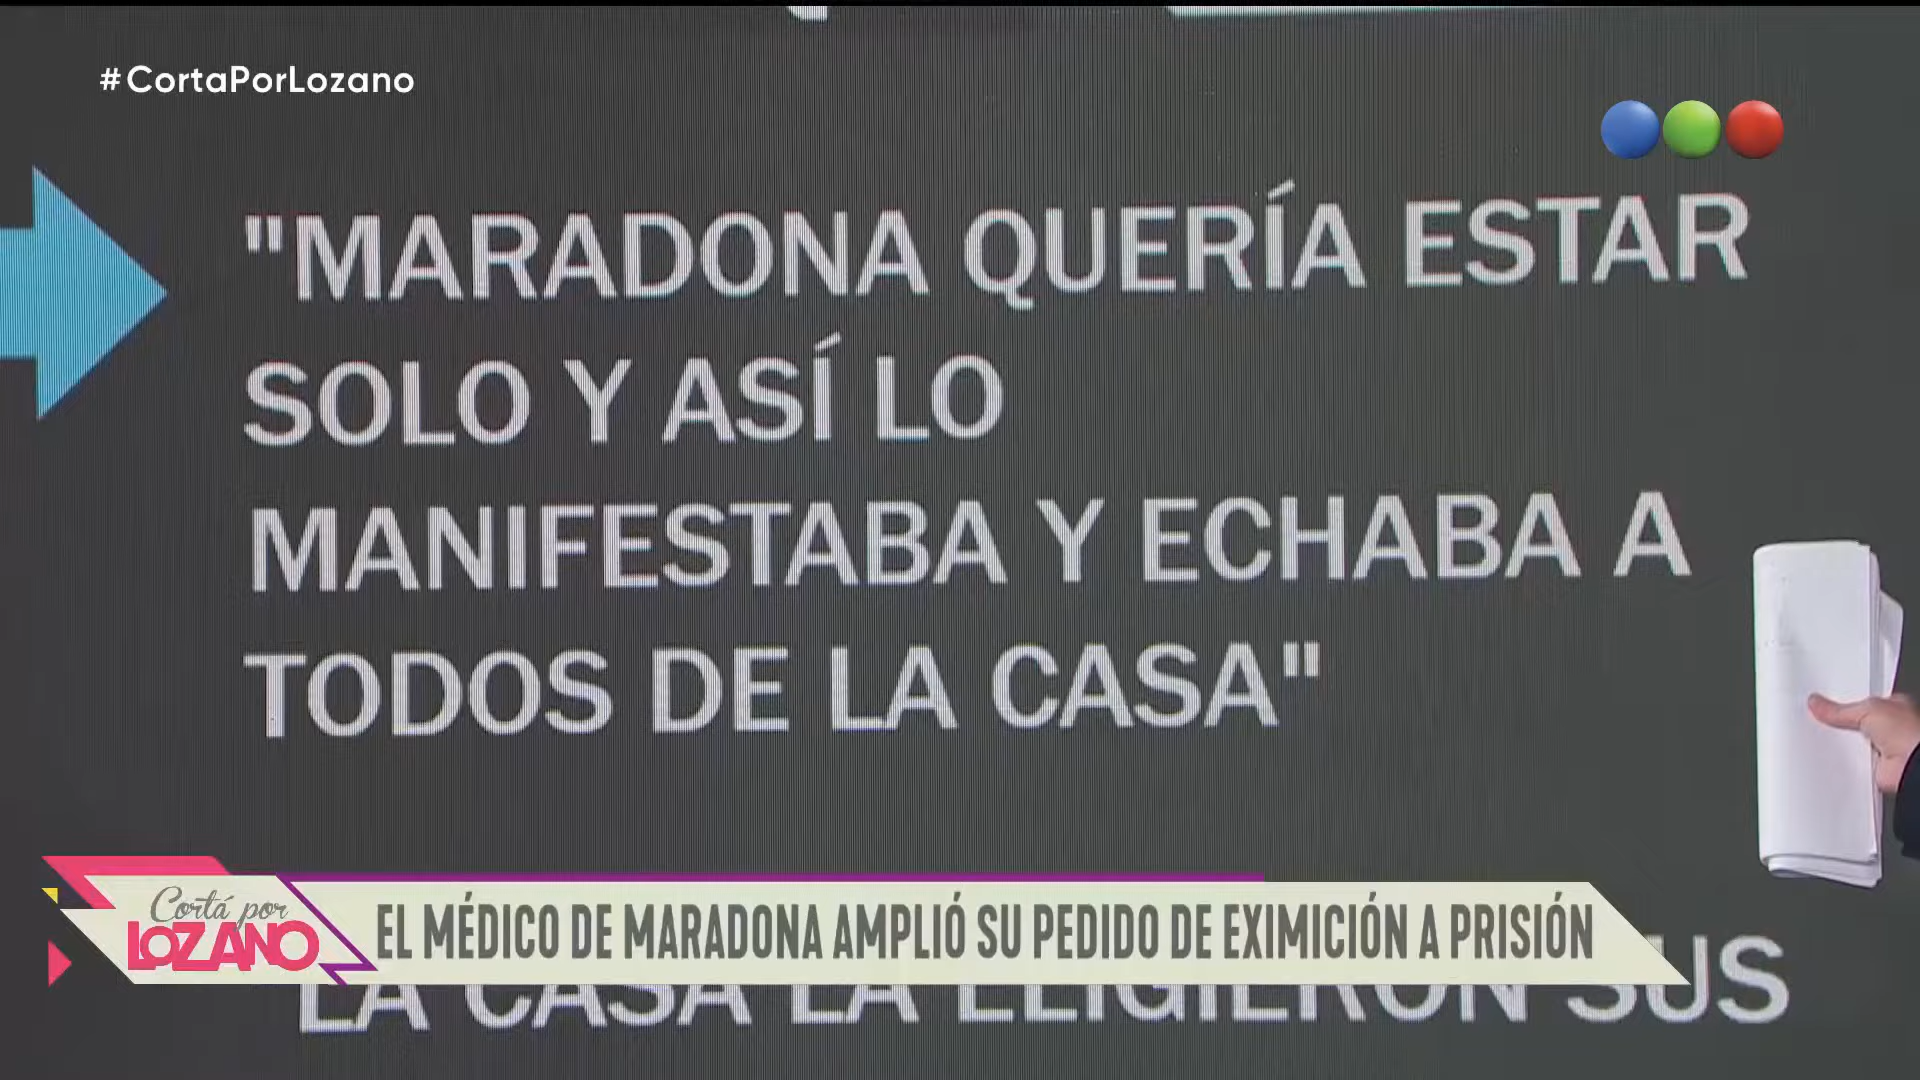 #CortaPorLozano
"MARADONA QUERÍA ESTAR
SOLO Y ASÍ LO
MANIFESTABA Y ECHABA A
TODOS DE LA CASA"
Cortá por
LOZANO
EL MÉDICO DE MARADONA AMPLIÓ SU PEDIDO DE EXIMICIÓN A PRISIÓN
LA CASA LA ELIGIERON SUS